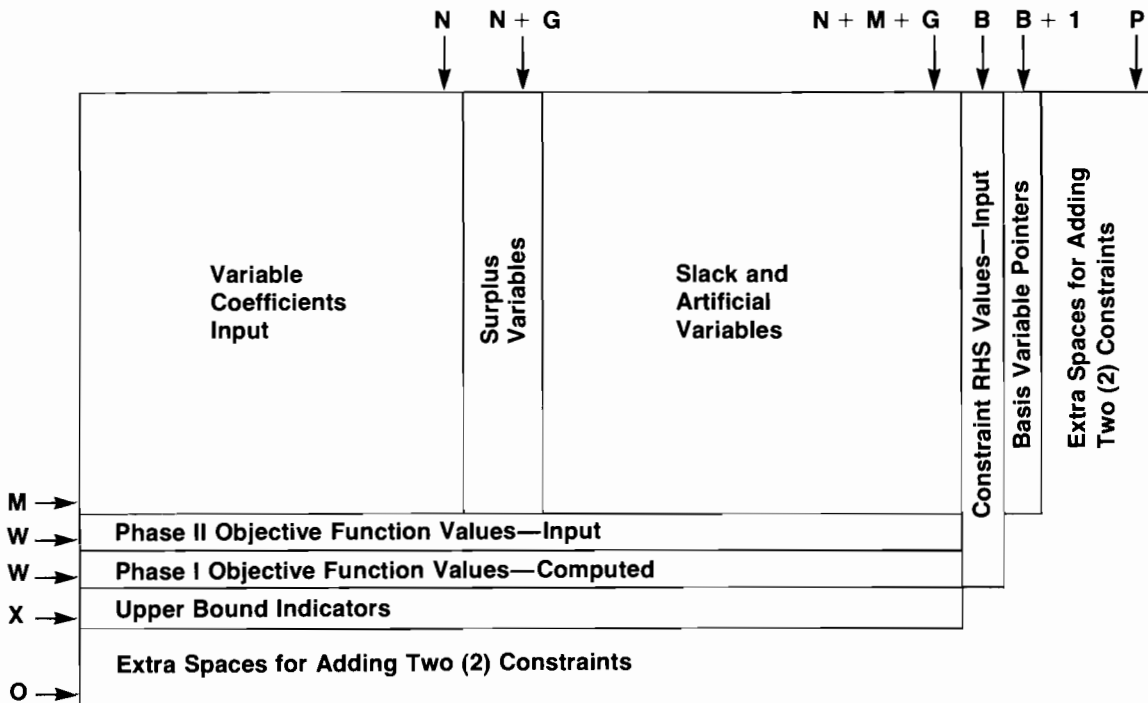 N N + G N + M + G B B + 1 P
Variable
Coefficients
Input
Surplus
Variables
Slack and
Artificial
Variables
Constraint RHS Values—Input
Basis Variable Pointers
Extra Spaces for Adding
Two (2) Constraints
M
W Phase II Objective Function Values—Input
W Phase I Objective Function Values—Computed
X Upper Bound Indicators
Extra Spaces for Adding Two (2) Constraints
O